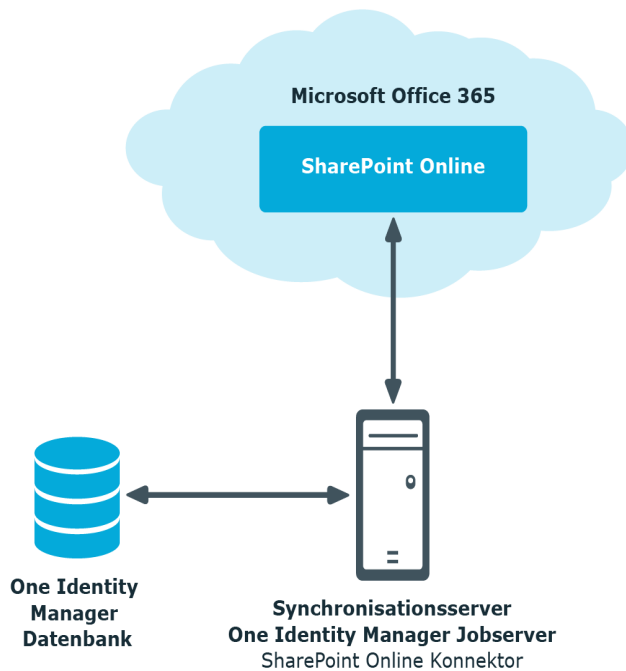 Microsoft Office 365
SharePoint Online
One Identity
Manager
Datenbank
Synchronisationsserver
One Identity Manager Jobserver
SharePoint Online Konnektor